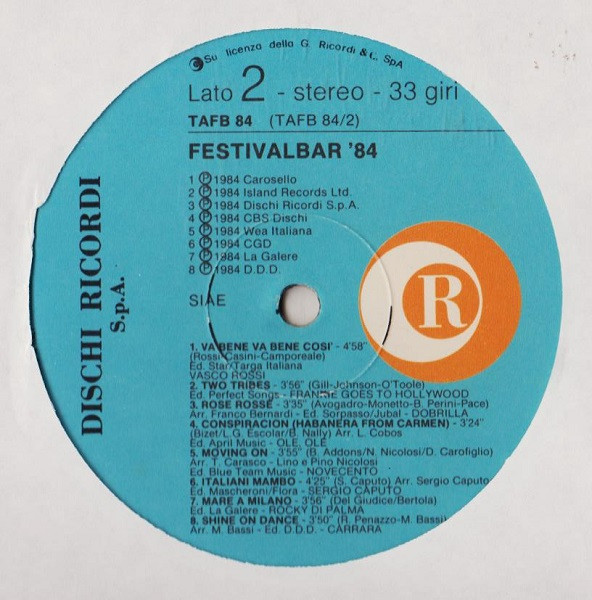 Su licenza della G. Ricordi & C. SpA
Lato 2 - stereo - 33 giri
TAFB 84 (TAFB 84/2)
FESTIVALBAR '84
1 ℗ 1984 Carosello
2 ℗ 1984 Island Records Ltd.
3 ℗ 1984 Dischi Ricordi S.p.A.
4 ℗ 1984 CBS Dischi
5 ℗ 1984 Wea Italiana
6 ℗ 1984 CGD
7 ℗ 1984 La Galere
8 ℗ 1984 D.D.D.
SIAE
DISCHI RICORDI
S.p.A.
R
1. VA BENE VA BENE COSI' - 4'58"
(Rossi-Casini-Camporeale)
Ed. Star/Targa Italiana
VASCO ROSSI
2. TWO TRIBES - 3'56" (Gill-Johnson-O'Toole)
Ed. Perfect Songs - FRANKIE GOES TO HOLLYWOOD
3. ROSE ROSSE - 3'35" (Avogadro-Monetto-B. Perini-Pace)
Arr. Franco Bernardi - Ed. Sorpasso/Jubal - DOBRILLA
4. CONSPIRACION (HABANERA FROM CARMEN) - 3'24"
(Bizet/L.G. Escolar/B. Nally) Arr. L. Cobos
Ed. April Music - OLE, OLE
5. MOVING ON - 3'55" (B. Addons/N. Nicolosi/D. Carofiglio)
Arr. T. Carasco - Lino e Pino Nicolosi
Ed. Blue Team Music - NOVECENTO
6. ITALIANI MAMBO - 4'25" (S. Caputo) Arr. Sergio Caputo
Ed. Mascheroni/Flora - SERGIO CAPUTO
7. MARE A MILANO - 3'56" (Del Giudice/Bertola)
Ed. La Galere - ROCKY DI PALMA
8. SHINE ON DANCE - 3'50" (R. Penazzo-M. Bassi)
Arr. M. Bassi - Ed. D.D.D. - CARRARA